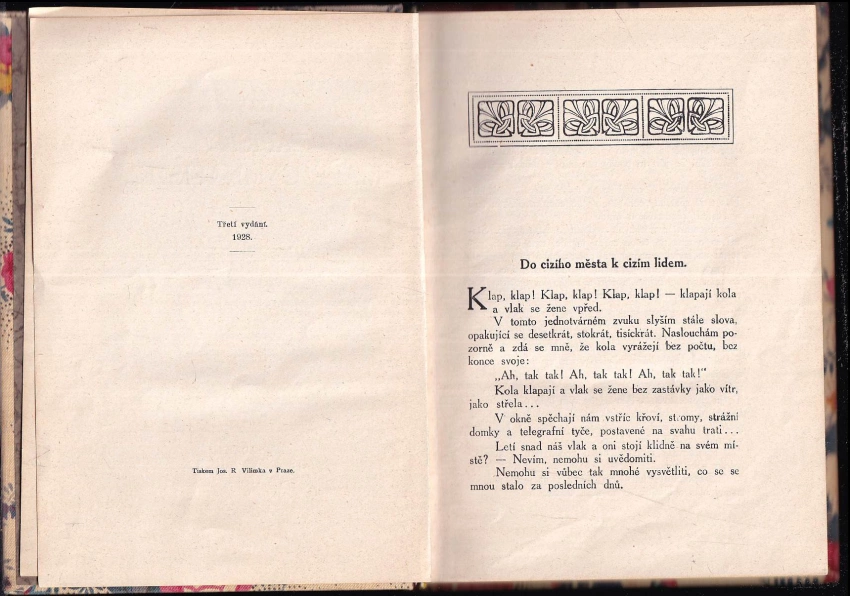 Třetí vydání.
1928.
Tiskem Jos. R. Vilímka v Praze.
Do cizího města k cizím lidem.
Klap, klap! Klap, klap! Klap, klap! — klapají kola
a vlak se žene vpřed.
V tomto jednotvárném zvuku slyším stále slova,
opakující se desetkrát, stokrát, tisíckrát. Naslouchám po-
zorně a zdá se mně, že kola vyrážejí bez počtu, bez
konce svoje:
„Ah, tak tak! Ah, tak tak! Ah, tak tak!“
Kola klapají a vlak se žene bez zastávky jako vítr,
jako střela...
V okně spěchají nám vstříc křoví, stromy, strážní
domky a telegrafní tyče, postavené na svahu trati...
Letí snad náš vlak a oni stojí klidně na svém mí-
stě? — Nevím, nemohu si uvědomiti.
Nemohu si vůbec tak mnohé vysvětliti, co se se
mnou stalo za posledních dnů.